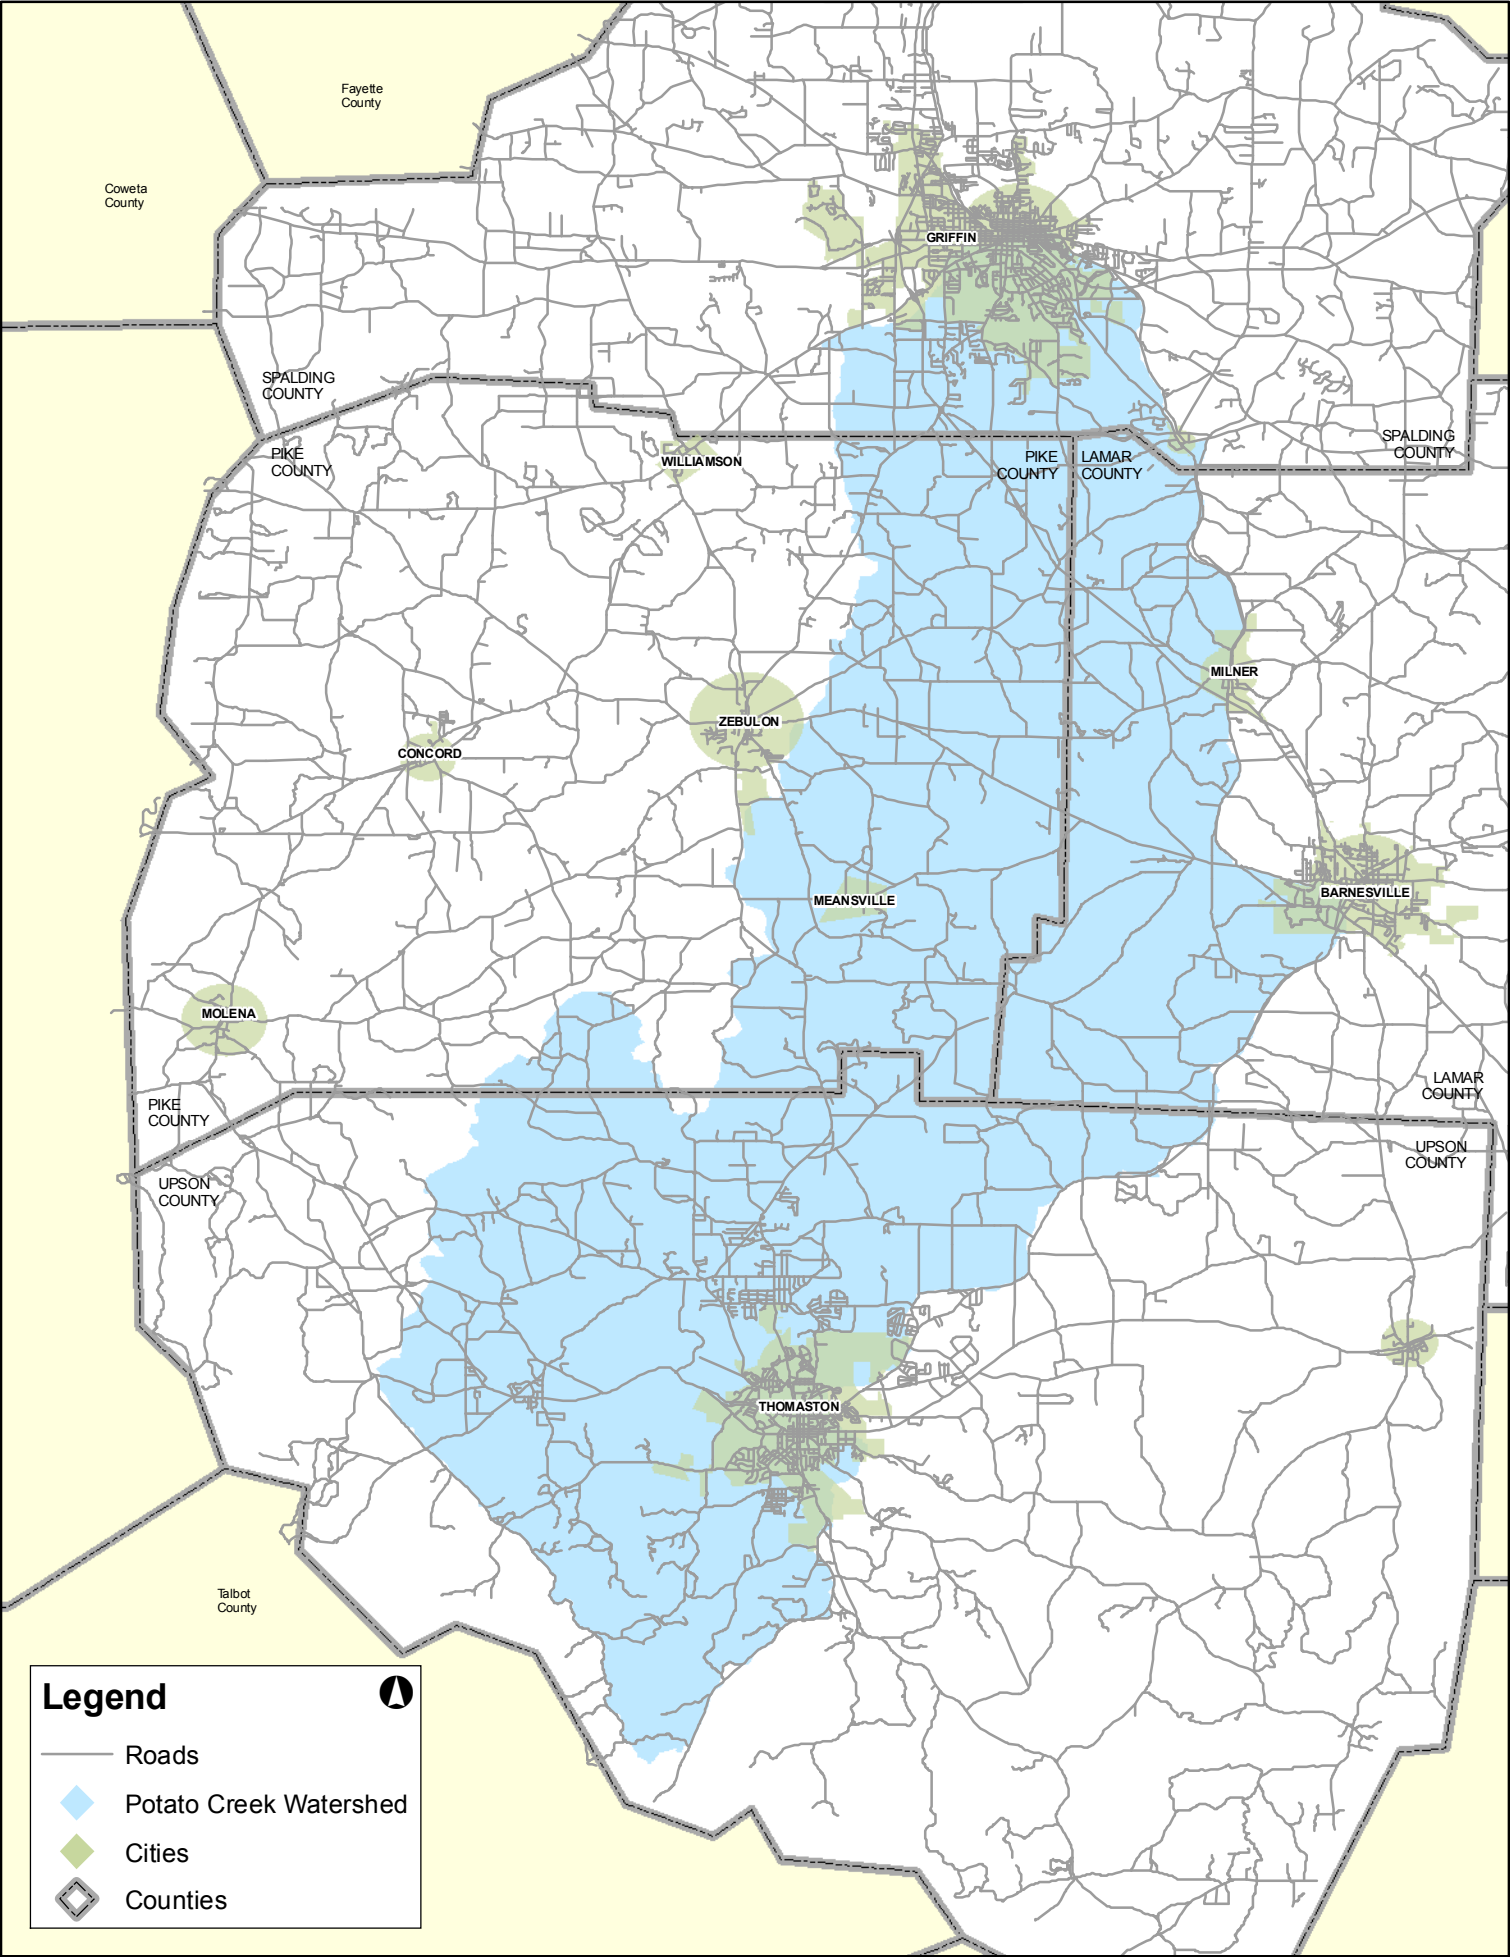 Fayette
County
Coweta
County
GRIFFIN
SPALDING
COUNTY
PIKE
COUNTY
WILLIAMSON
PIKE
COUNTY
LAMAR
COUNTY
SPALDING
COUNTY
MILNER
ZEBULON
CONCORD
BARNESVILLE
MEANSVILLE
MOLENA
PIKE
COUNTY
LAMAR
COUNTY
UPSON
COUNTY
UPSON
COUNTY
THOMASTON
Talbot
County
Legend
Roads
Potato Creek Watershed
Cities
Counties